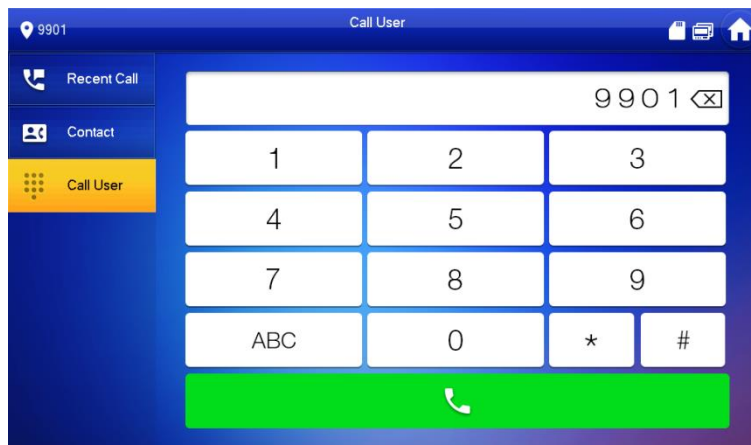 9901
Call User
Recent Call
Contact
Call User
9901
1 2 3
4 5 6
7 8 9
ABC 0 * #